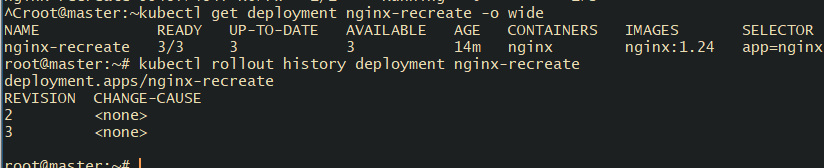 ^Croot@master:~kubectl get deployment nginx-recreate -o wide
NAME             READY   UP-TO-DATE   AVAILABLE   AGE   CONTAINERS   IMAGES       SELECTOR
nginx-recreate   3/3     3            3           14m   nginx        nginx:1.24   app=nginx
root@master:~# kubectl rollout history deployment nginx-recreate
deployment.apps/nginx-recreate
REVISION  CHANGE-CAUSE
2         <none>
3         <none>
root@master:~#